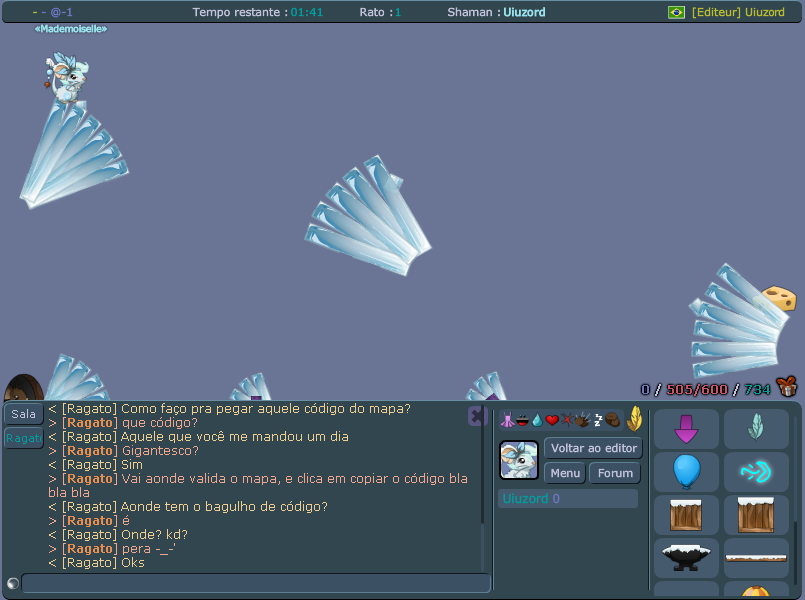 - - @-1 Tempo restante : 01:41 Rato : 1 Shaman : Uiuzord [Editeur] Uiuzord
«Mademoiselle»
0 / 505/600 / 734
Sala
Ragato
< [Ragato] Como faço pra pegar aquele código do mapa?
> [Ragato] que código?
< [Ragato] Aquele que você me mandou um dia
> [Ragato] Gigantesco?
< [Ragato] Sim
> [Ragato] Vai aonde valida o mapa, e clica em copiar o código bla
bla bla
< [Ragato] Aonde tem o bagulho de código?
> [Ragato] é
< [Ragato] Onde? kd?
> [Ragato] pera -_-'
< [Ragato] Oks
Voltar ao editor
Menu Forum
Uiuzord 0